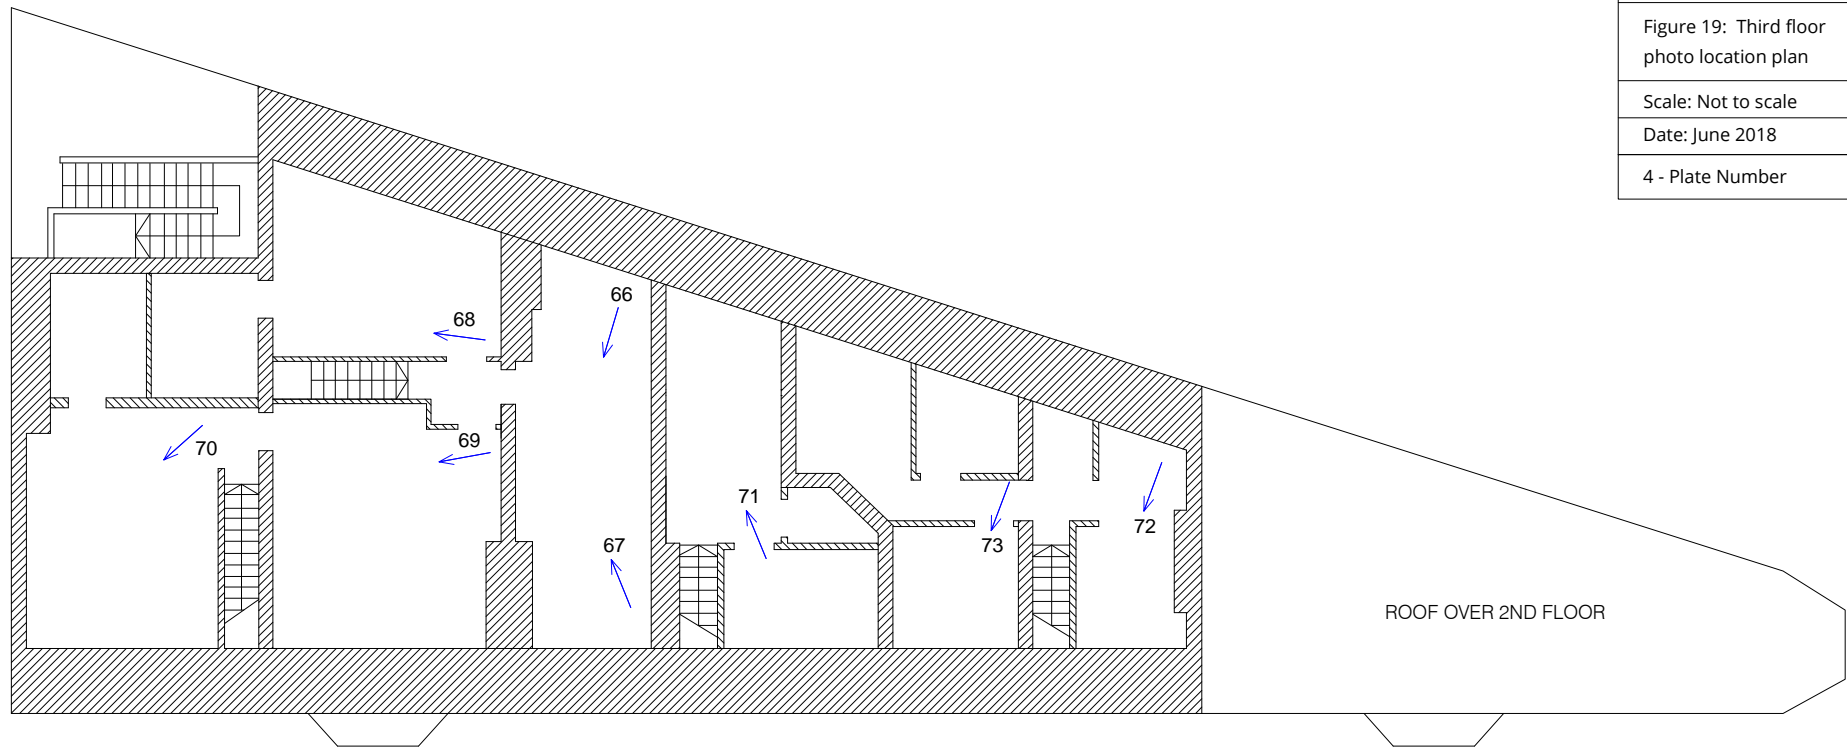 Figure 19: Third floor
photo location plan
Scale: Not to scale
Date: June 2018
4 - Plate Number
66
68
69
70
71
67
73
72
ROOF OVER 2ND FLOOR